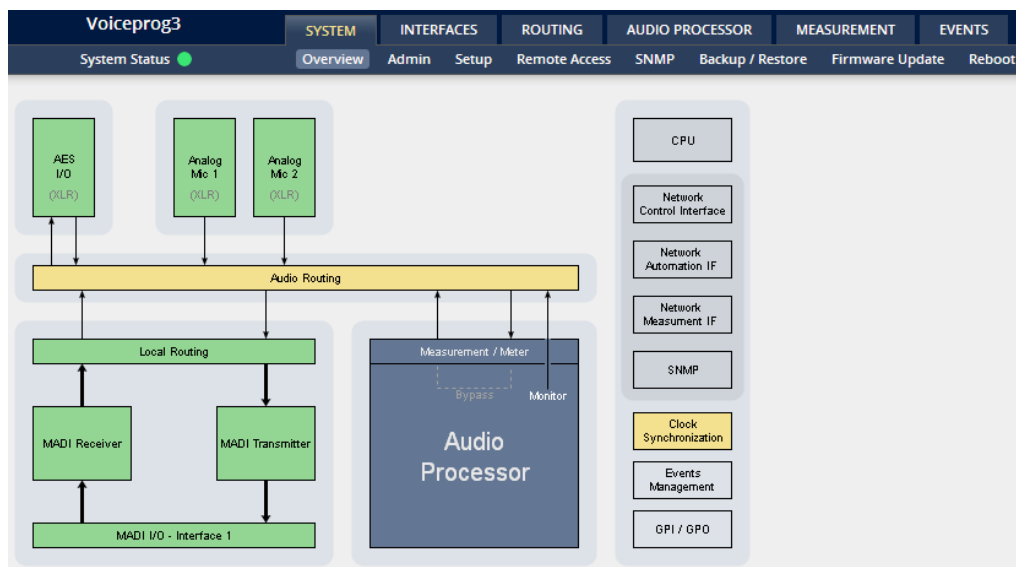 Voiceprog3
SYSTEM INTERFACES ROUTING AUDIO PROCESSOR MEASUREMENT EVENTS
System Status
Overview Admin Setup Remote Access SNMP Backup / Restore Firmware Update Reboot
AES
I/O
(XLR)
Analog
Mic 1
(XLR)
Analog
Mic 2
(XLR)
Audio Routing
Local Routing
MADI Receiver
MADI Transmitter
MADI I/O - Interface 1
Measurement / Meter
Bypass
Monitor
Audio
Processor
CPU
Network
Control Interface
Network
Automation IF
Network
Measument IF
SNMP
Clock
Synchronization
Events
Management
GPI / GPO